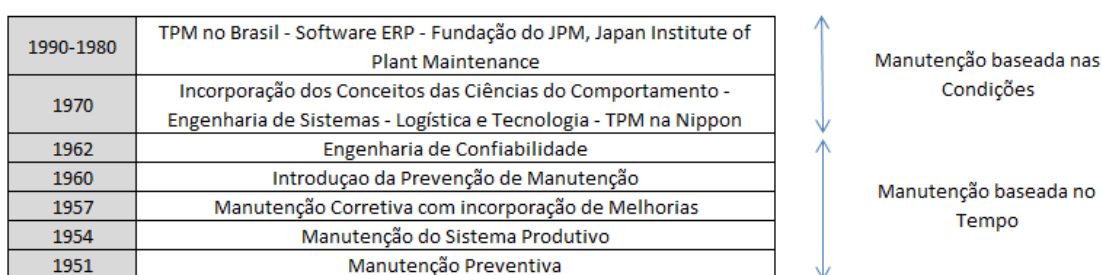 1990-1980
TPM no Brasil - Software ERP - Fundação do JPM, Japan Institute of
Plant Maintenance
1970
Incorporação dos Conceitos das Ciências do Comportamento -
Engenharia de Sistemas - Logística e Tecnologia - TPM na Nippon
1962
Engenharia de Confiabilidade
1960
Introduçao da Prevenção de Manutenção
1957
Manutenção Corretiva com incorporação de Melhorias
1954
Manutenção do Sistema Produtivo
1951
Manutenção Preventiva
Manutenção baseada nas
Condições
Manutenção baseada no
Tempo